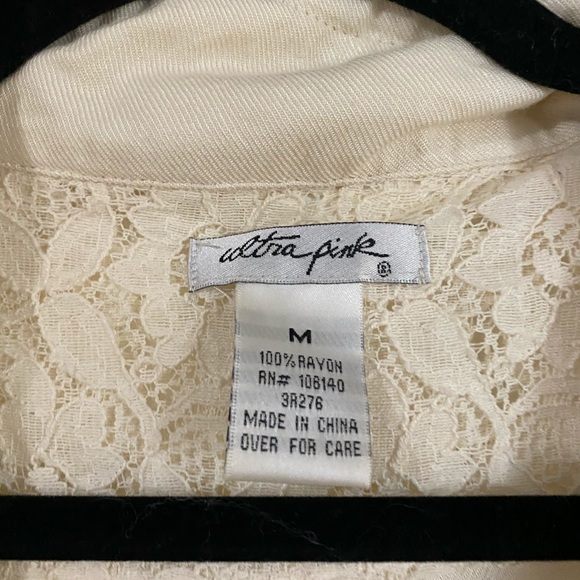 ultra pink ®
M
100% RAYON
RN# 106140
3R276
MADE IN CHINA
OVER FOR CARE